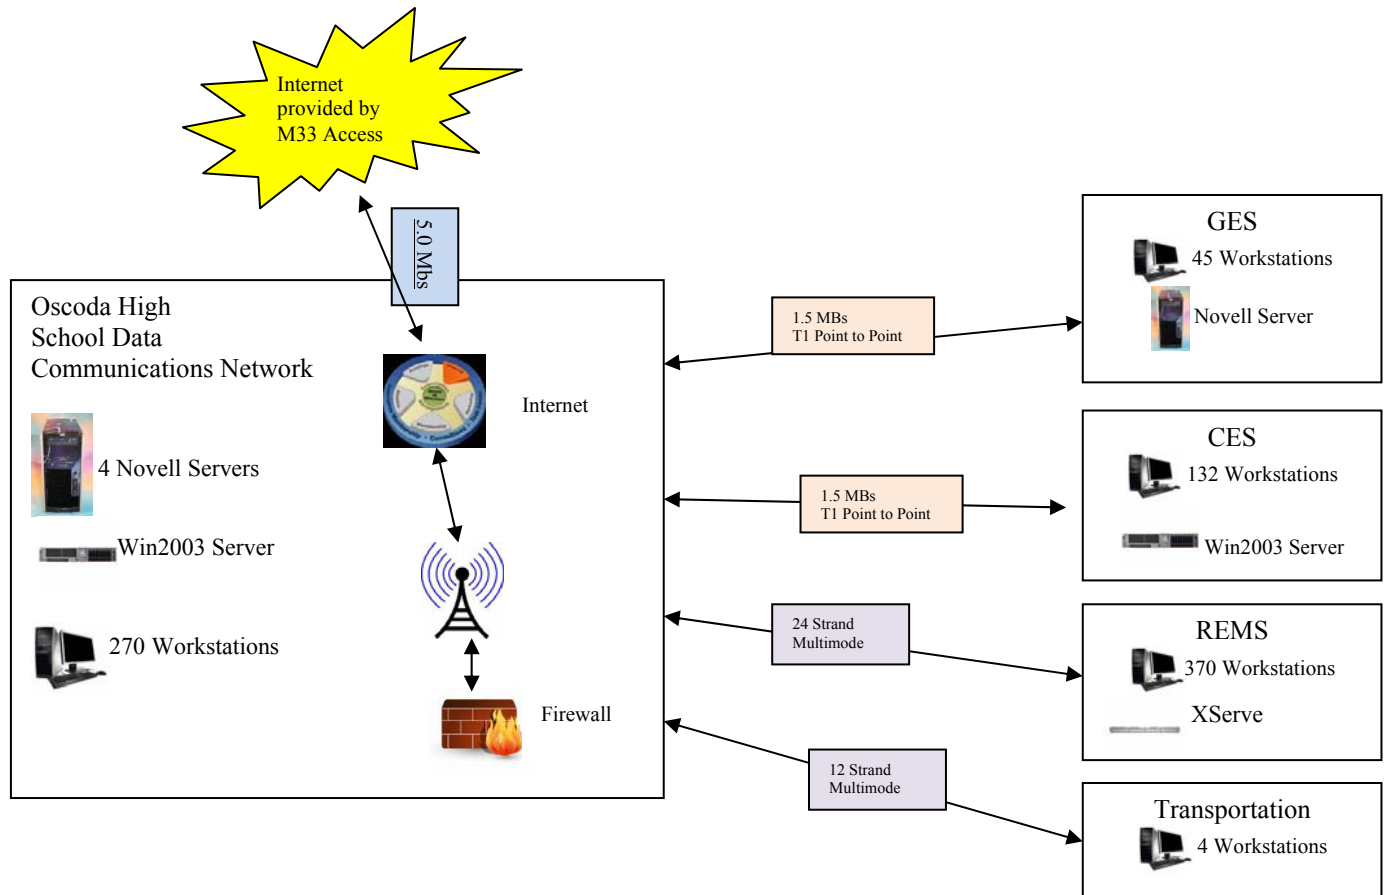 Internet
provided by
M33 Access
5.0 Mbs
Oscoda High
School Data
Communications Network
4 Novell Servers
Win2003 Server
270 Workstations
Internet
Firewall
1.5 MBs
T1 Point to Point
1.5 MBs
T1 Point to Point
24 Strand
Multimode
12 Strand
Multimode
GES
45 Workstations
Novell Server
CES
132 Workstations
Win2003 Server
REMS
370 Workstations
XServe
Transportation
4 Workstations